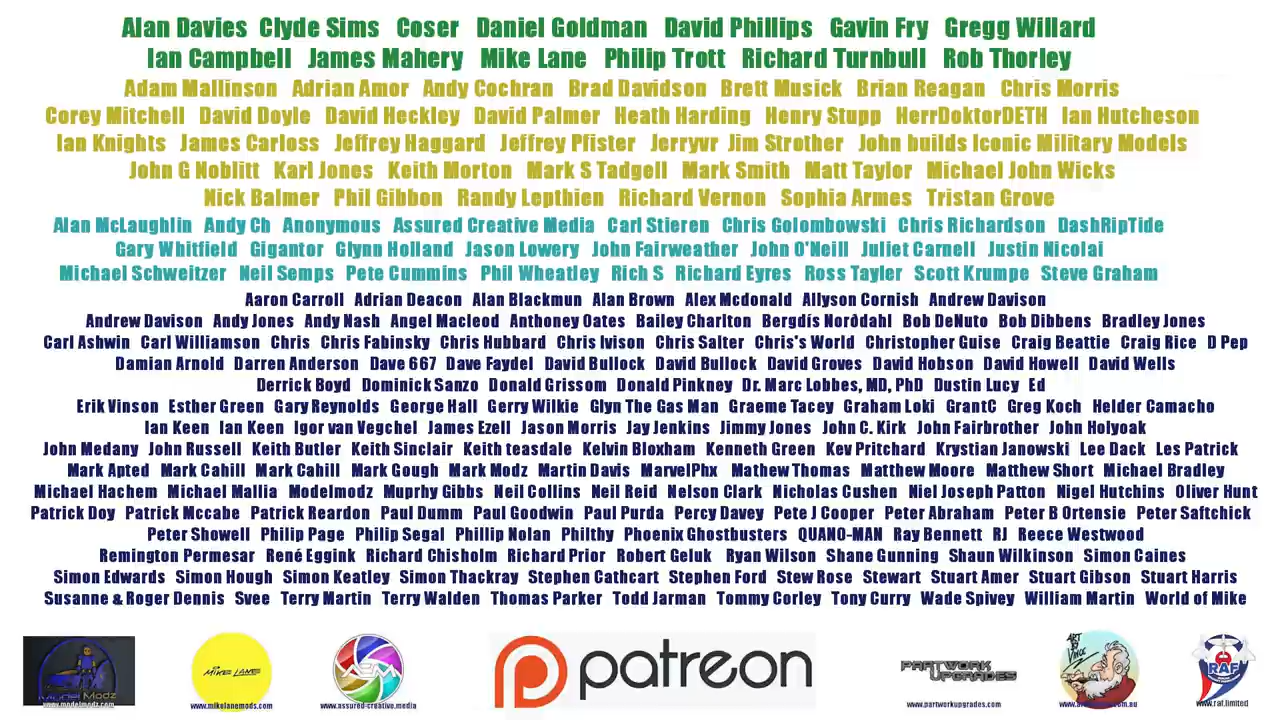 Alan Davies Clyde Sims Coser Daniel Goldman David Phillips Gavin Fry Gregg Willard
Ian Campbell James Mahery Mike Lane Philip Trott Richard Turnbull Rob Thorley
Adam Mallinson Adrian Amor Andy Cochran Brad Davidson Brett Musick Brian Reagan Chris Morris
Corey Mitchell David Doyle David Heckley David Palmer Heath Harding Henry Stupp HerrDoktorDETH Ian Hutcheson
Ian Knights James Carloss Jeffrey Haggard Jeffrey Pfister Jerryvr Jim Strother John builds Iconic Military Models
John G Noblitt Karl Jones Keith Morton Mark S Tadgell Mark Smith Matt Taylor Michael John Wicks
Nick Balmer Phil Gibbon Randy Lepthien Richard Vernon Sophia Armes Tristan Grove
Alan McLaughlin Andy Ch Anonymous Assured Creative Media Carl Stieren Chris Golombowski Chris Richardson DashRipTide
Gary Whitfield Gigantor Glynn Holland Jason Lowery John Fairweather John O'Neill Juliet Carnell Justin Nicolai
Michael Schweitzer Neil Semps Pete Cummins Phil Wheatley Rich S Richard Eyres Ross Tayler Scott Krumpe Steve Graham
Aaron Carroll Adrian Deacon Alan Blackmun Alan Brown Alex Mcdonald Allyson Cornish Andrew Davison
Andrew Davison Andy Jones Andy Nash Angel Macleod Anthoney Oates Bailey Charlton Bergdís Norðdahl Bob DeNuto Bob Dibbens Bradley Jones
Carl Ashwin Carl Williamson Chris Chris Fabinsky Chris Hubbard Chris Ivison Chris Salter Chris's World Christopher Guise Craig Beattie Craig Rice D Pep
Damian Arnold Darren Anderson Dave 667 Dave Faydel David Bullock David Bullock David Groves David Hobson David Howell David Wells
Derrick Boyd Dominick Sanzo Donald Grissom Donald Pinkney Dr. Marc Lobbes, MD, PhD Dustin Lucy Ed
Erik Vinson Esther Green Gary Reynolds George Hall Gerry Wilkie Glyn The Gas Man Graeme Tacey Graham Loki GrantC Greg Koch Helder Camacho
Ian Keen Ian Keen Igor van Vegchel James Ezell Jason Morris Jay Jenkins Jimmy Jones John C. Kirk John Fairbrother John Holyoak
John Medany John Russell Keith Butler Keith Sinclair Keith teasdale Kelvin Bloxham Kenneth Green Kev Pritchard Krystian Janowski Lee Dack Les Patrick
Mark Apted Mark Cahill Mark Cahill Mark Gough Mark Modz Martin Davis MarvelPhx Mathew Thomas Matthew Moore Matthew Short Michael Bradley
Michael Hachem Michael Mallia Modelmodz Muprhy Gibbs Neil Collins Neil Reid Nelson Clark Nicholas Cushen Niel Joseph Patton Nigel Hutchins Oliver Hunt
Patrick Doy Patrick Mccabe Patrick Reardon Paul Dumm Paul Goodwin Paul Purda Percy Davey Pete J Cooper Peter Abraham Peter B Ortensie Peter Saftchick
Peter Showell Philip Page Philip Segal Phillip Nolan Philthy Phoenix Ghostbusters QUANO-MAN Ray Bennett RJ Reece Westwood
Remington Permesar René Eggink Richard Chisholm Richard Prior Robert Geluk Ryan Wilson Shane Gunning Shaun Wilkinson Simon Caines
Simon Edwards Simon Hough Simon Keatley Simon Thackray Stephen Cathcart Stephen Ford Stew Rose Stewart Stuart Amer Stuart Gibson Stuart Harris
Susanne & Roger Dennis Svee Terry Martin Terry Walden Thomas Parker Todd Jarman Tommy Corley Tony Curry Wade Spivey William Martin World of Mike
Model Modz
www.modelmodz.com
MIKE LANE
www.mikelanemods.com
www.assured-creative.media
patreon
PARTWORK UPGRADES
www.partworkupgrades.com
ART BY VINCE
RAF
www.raf.limited